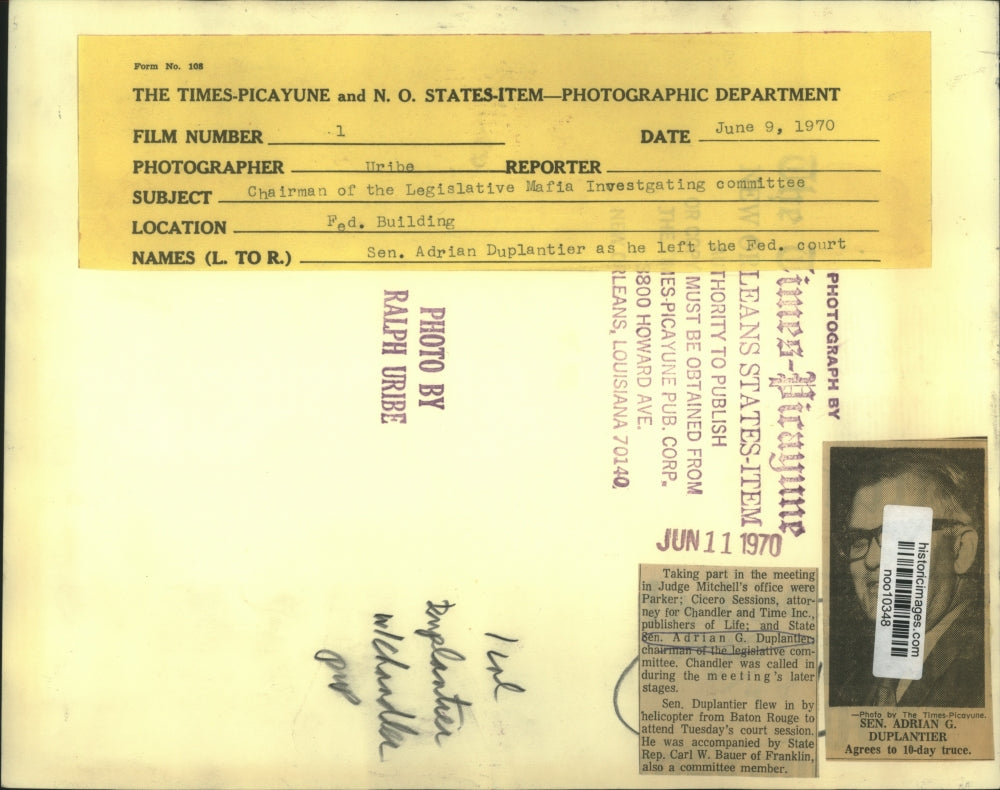 Form No. 108
THE TIMES-PICAYUNE and N. O. STATES-ITEM—PHOTOGRAPHIC DEPARTMENT
FILM NUMBER 1 DATE June 9, 1970
PHOTOGRAPHER Uribe REPORTER
SUBJECT Chairman of the Legislative Mafia Investgating committee
LOCATION Fed. Building
NAMES (L. TO R.) Sen. Adrian Duplantier as he left the Fed. court
PHOTO BY
RALPH URIBE
PHOTOGRAPH BY
The Times-Picayune
NEW ORLEANS STATES-ITEM
THORITY TO PUBLISH
MUST BE OBTAINED FROM
THE TIMES-PICAYUNE PUB. CORP.
3800 HOWARD AVE.
NEW ORLEANS, LOUISIANA 70140
JUN 11 1970
Taking part in the meeting
in Judge Mitchell's office were
Parker; Cicero Sessions, attor-
ney for Chandler and Time Inc.,
publishers of Life; and State
Sen. Adrian G. Duplantier,
chairman of the legislative com-
mittee. Chandler was called in
during the meeting's later
stages.
Sen. Duplantier flew in by
helicopter from Baton Rouge to
attend Tuesday's court session.
He was accompanied by State
Rep. Carl W. Bauer of Franklin,
also a committee member.
historicimages.com
noo10348
—Photo by The Times-Picayune.
SEN. ADRIAN G.
DUPLANTIER
Agrees to 10-day truce.
1 col
Duplantier
w/chandler